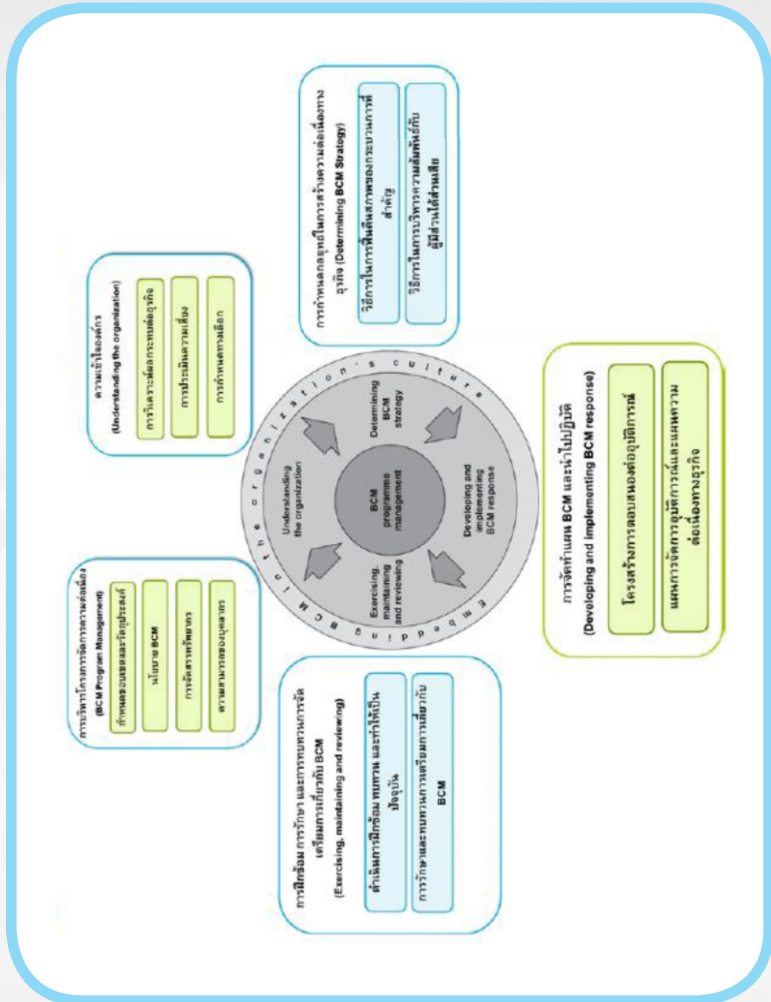 การบริหารโครงการจัดการความต่อเนื่อง
(BCM Program Management)
กำหนดขอบเขตและวัตถุประสงค์
นโยบาย BCM
การจัดสรรทรัพยากร
ความสามารถของบุคลากร
ความเข้าใจองค์กร
(Understanding the organization)
การวิเคราะห์ผลกระทบต่อธุรกิจ
การประเมินความเสี่ยง
การกำหนดทางเลือก
การฝึกซ้อม การรักษา และการทบทวนการจัด
เตรียมการเกี่ยวกับ BCM
(Exercising, maintaining and reviewing)
ดำเนินการฝึกซ้อม ทบทวน และทำให้เป็น
ปัจจุบัน
การรักษาและทบทวนการเตรียมการเกี่ยวกับ
BCM
Embedding BCM in the organization's culture
Understanding
the organization
Exercising,
maintaining
and reviewing
BCM
programme
management
Determining
BCM
strategy
Developing and
implementing
BCM response
การกำหนดกลยุทธ์ในการสร้างความต่อเนื่องทาง
ธุรกิจ (Determining BCM Strategy)
วิธีการในการฟื้นคืนสภาพของกระบวนการที่
สำคัญ
วิธีการในการบริหารความสัมพันธ์กับ
ผู้มีส่วนได้ส่วนเสีย
การจัดทำแผน BCM และนำไปปฏิบัติ
(Developing and implementing BCM response)
โครงสร้างการตอบสนองต่ออุบัติการณ์
แผนการจัดการอุบัติการณ์และแผนความ
ต่อเนื่องทางธุรกิจ